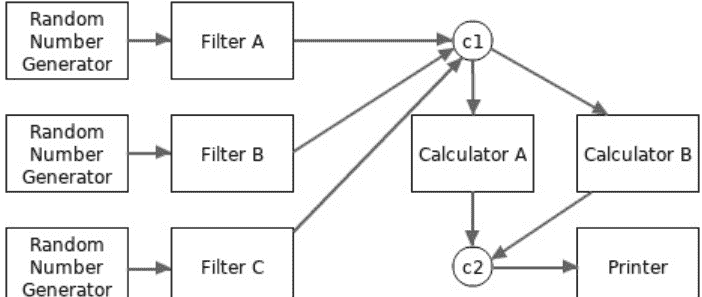 Random
Number
Generator
Filter A
c1
Random
Number
Generator
Filter B
Calculator A
Calculator B
Random
Number
Generator
Filter C
c2
Printer